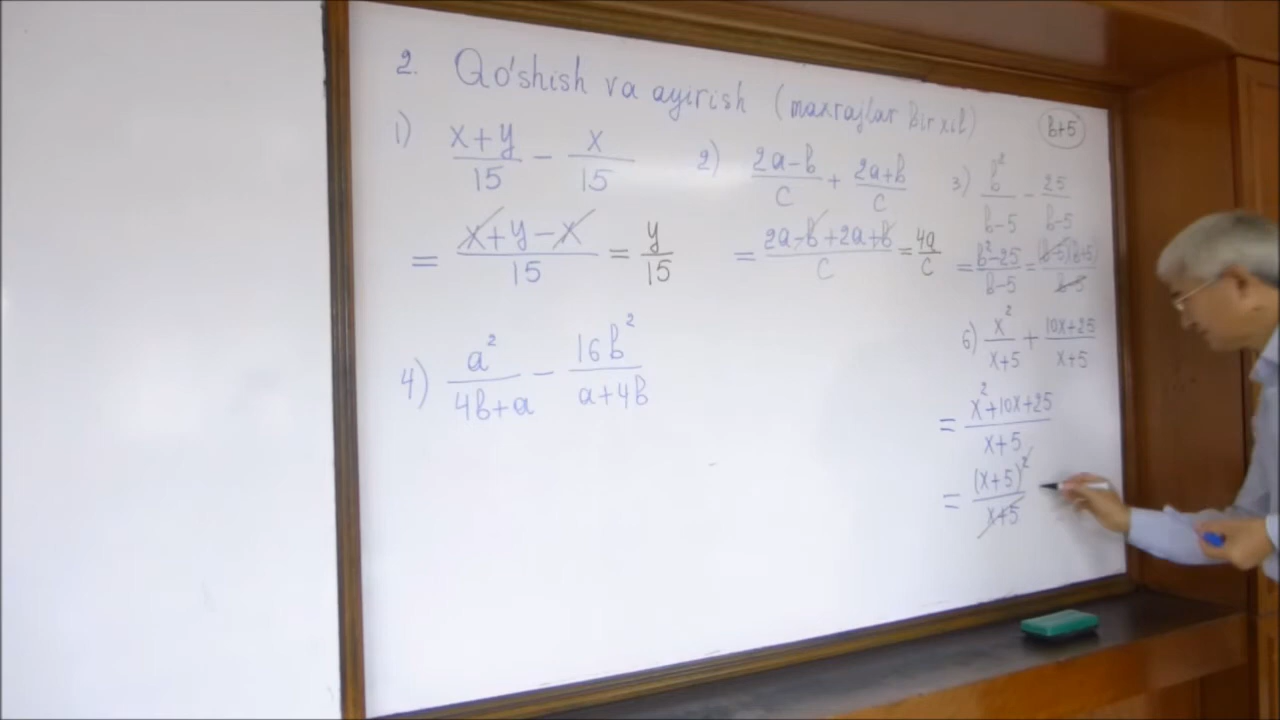 2. Qo'shish va ayırish (maxrajlar Bir xil)
1) (x+y)/15 - x/15
= (x+y-x)/15 = y/15
2) (2a-b)/c + (2a+b)/c
= (2a-b+2a+b)/c = 4a/c
b+5
3) b²/(b-5) - 25/(b-5)
= (b²-25)/(b-5) = (b-5)(b+5)/(b-5)
4) a²/(4b+a) - 16b²/(a+4b)
6) x²/(x+5) + (10x+25)/(x+5)
= (x²+10x+25)/(x+5)
= (x+5)²/(x+5)